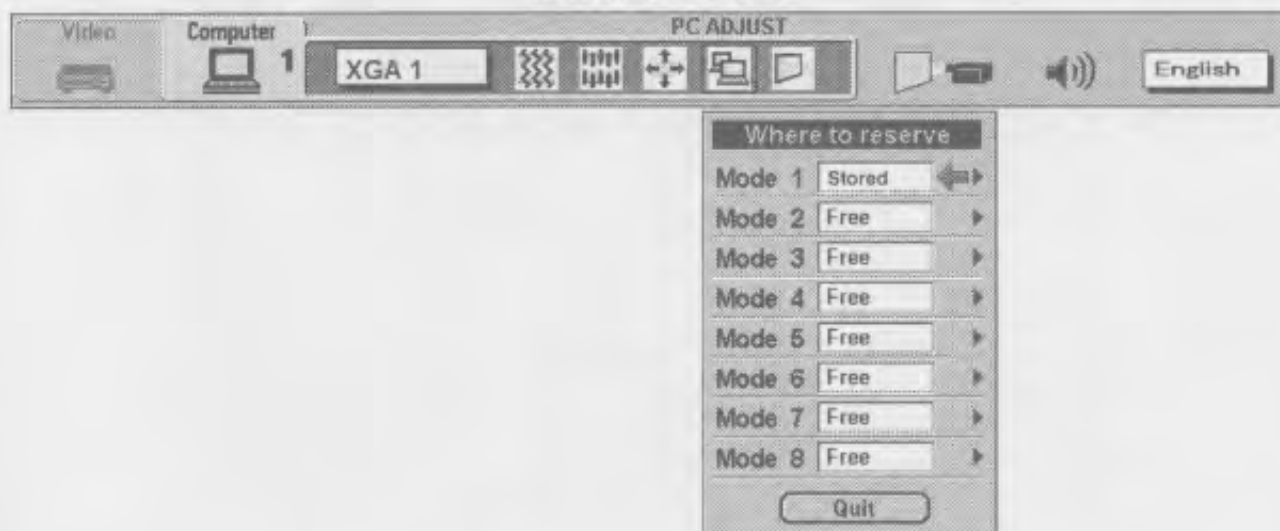 Video
Computer
1
PC ADJUST
XGA 1
English
Where to reserve
Mode 1 Stored
Mode 2 Free
Mode 3 Free
Mode 4 Free
Mode 5 Free
Mode 6 Free
Mode 7 Free
Mode 8 Free
Quit